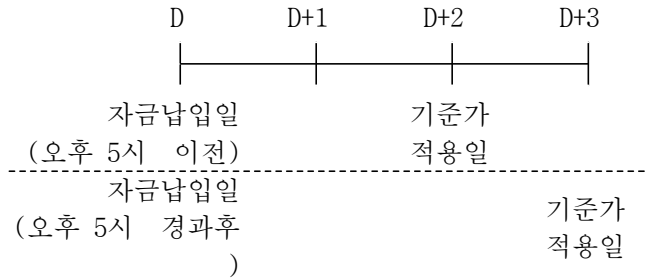 D D+1 D+2 D+3
자금납입일 기준가
(오후 5시 이전) 적용일
자금납입일
(오후 5시 경과후
)
기준가
적용일